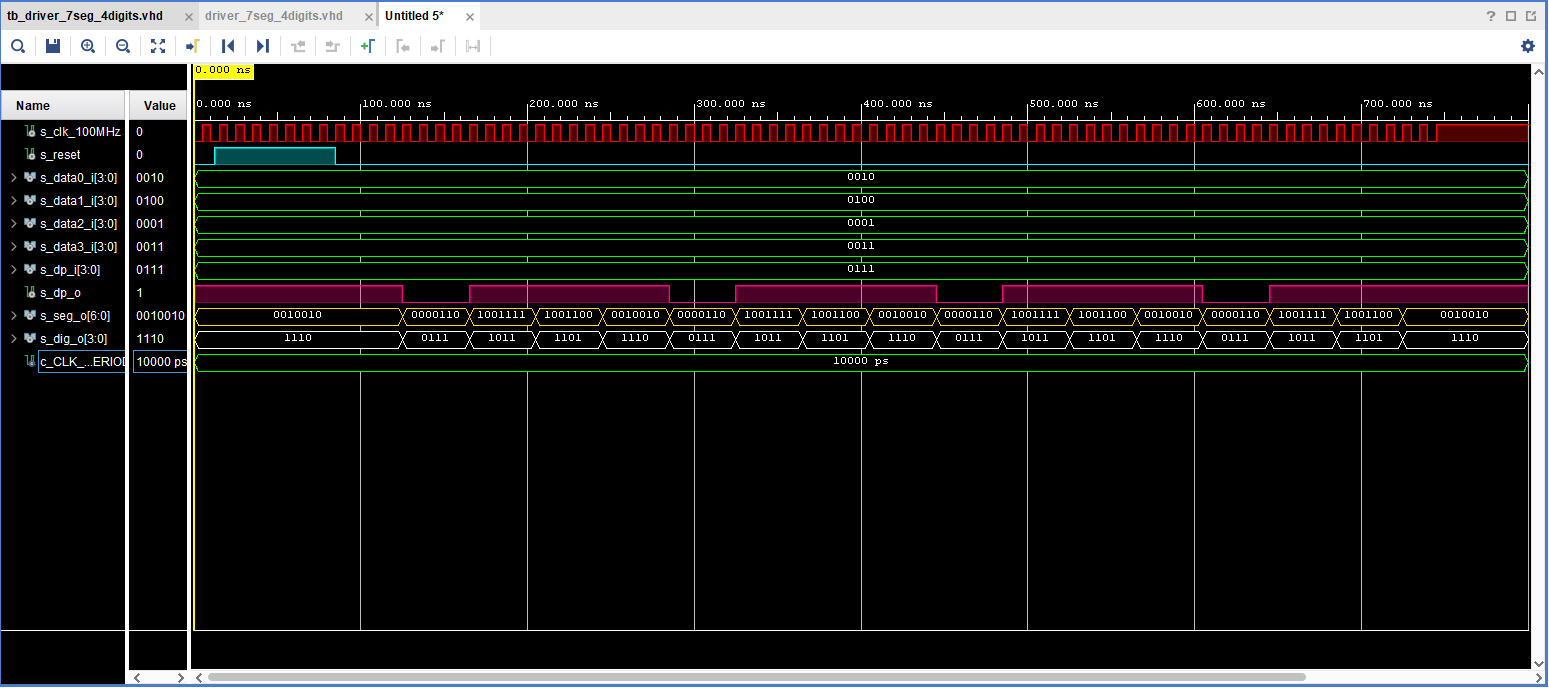 tb_driver_7seg_4digits.vhd × driver_7seg_4digits.vhd × Untitled 5* ×
?
0.000 ns
0.000 ns 100.000 ns 200.000 ns 300.000 ns 400.000 ns 500.000 ns 600.000 ns 700.000 ns
Name Value
s_clk_100MHz 0
s_reset 0
s_data0_i[3:0] 0010 0010
s_data1_i[3:0] 0100 0100
s_data2_i[3:0] 0001 0001
s_data3_i[3:0] 0011 0011
s_dp_i[3:0] 0111 0111
s_dp_o 1
s_seg_o[6:0] 0010010 0010010 0000110 1001111 1001100 0010010 0000110 1001111 1001100 0010010 0000110 1001111 1001100 0010010 0000110 1001111 1001100 0010010
s_dig_o[3:0] 1110 1110 0111 1011 1101 1110 0111 1011 1101 1110 0111 1011 1101 1110 0111 1011 1101 1110
c_CLK_...ERIOD 10000 ps 10000 ps